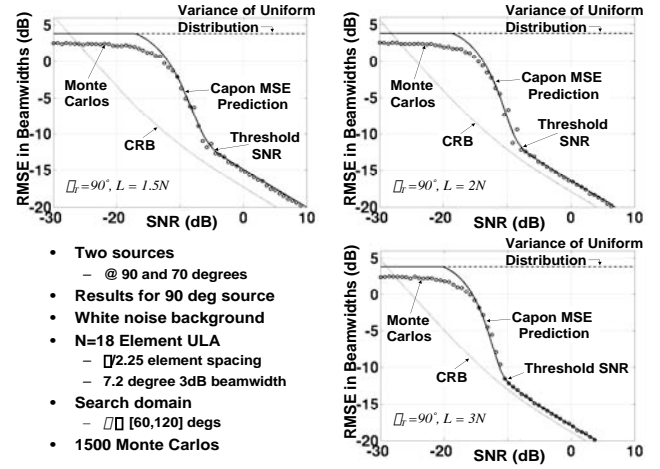 Variance of Uniform
Distribution
RMSE in Beamwidths (dB)
5
0
-5
-10
-15
-20
Monte
Carlos
Capon MSE
Prediction
CRB
Threshold
SNR
▯T=90°, L = 1.5N
-30 -20 -10 0 10
SNR (dB)
Variance of Uniform
Distribution
RMSE in Beamwidths (dB)
5
0
-5
-10
-15
-20
Monte
Carlos
Capon MSE
Prediction
CRB
Threshold
SNR
▯T=90°, L = 2N
-30 -20 -10 0
SNR (dB)
• Two sources
– @ 90 and 70 degrees
• Results for 90 deg source
• White noise background
• N=18 Element ULA
– ▯/2.25 element spacing
– 7.2 degree 3dB beamwidth
• Search domain
– ▯▯ [60,120] degs
• 1500 Monte Carlos
Variance of Uniform
Distribution
RMSE in Beamwidths (dB)
5
0
-5
-10
-15
-20
Monte
Carlos
Capon MSE
Prediction
CRB
Threshold SNR
▯T=90°, L = 3N
-30 -20 -10 0
SNR (dB)